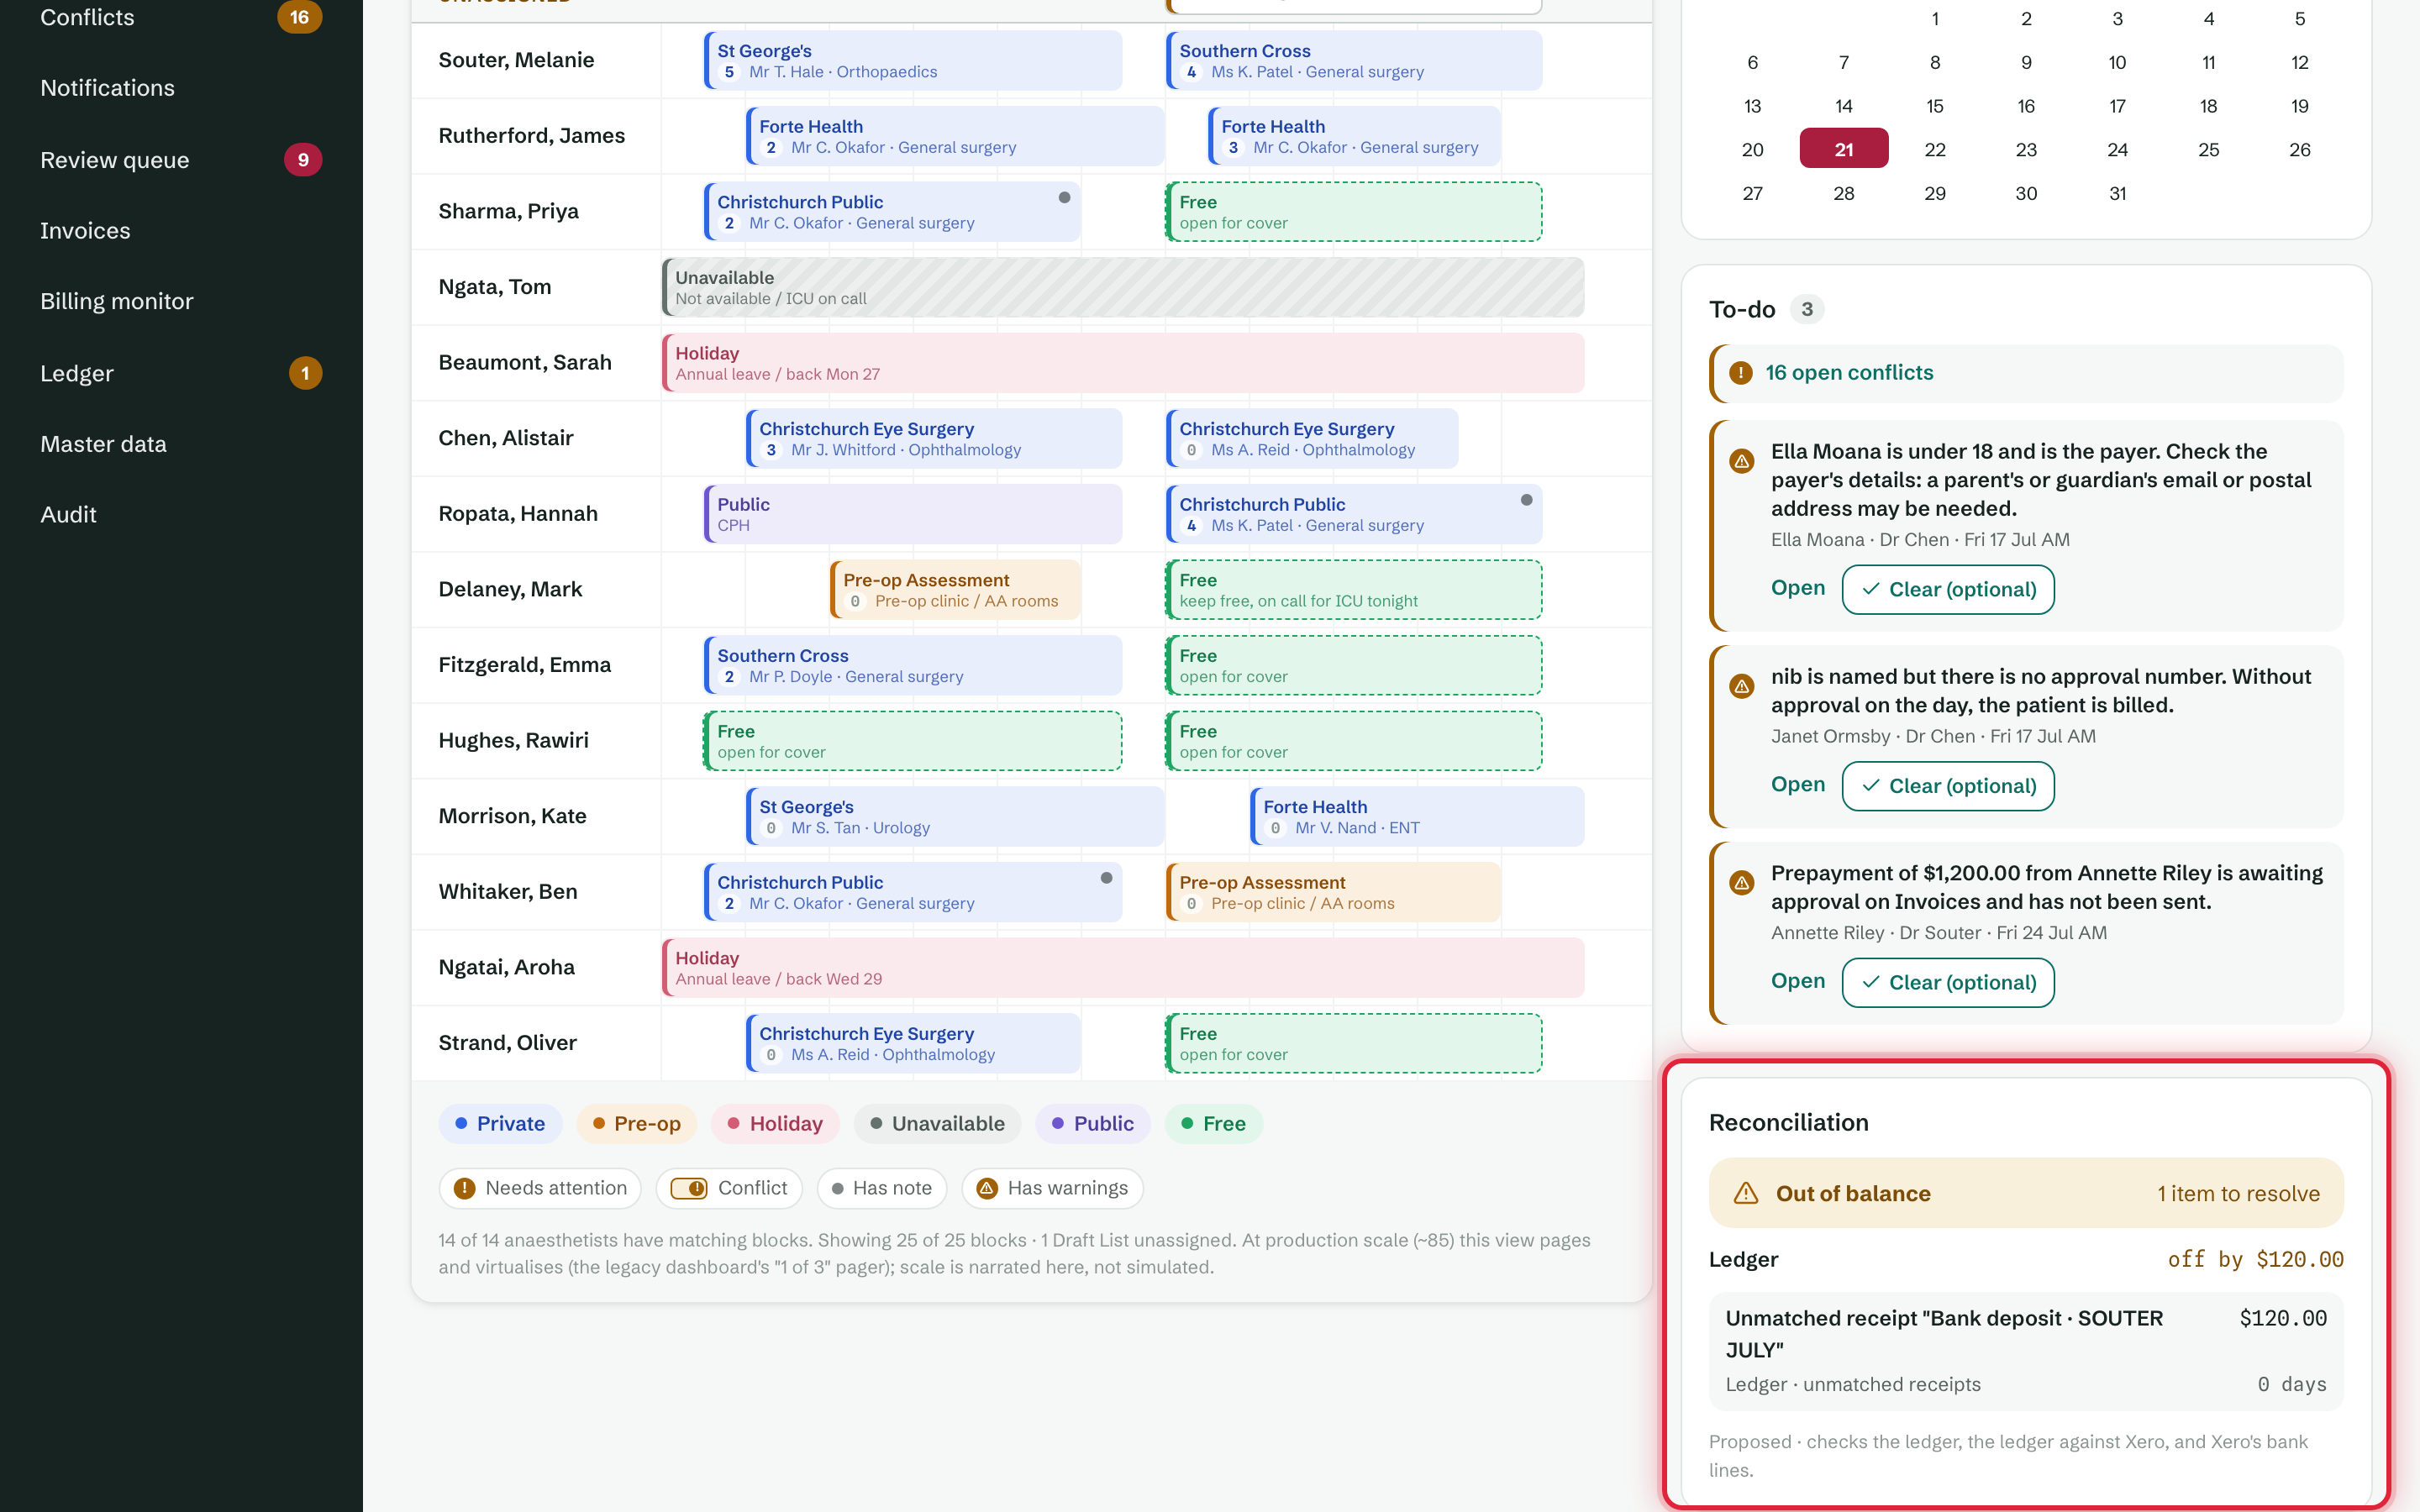 Conflicts 16
Notifications
Review queue 9
Invoices
Billing monitor
Ledger 1
Master data
Audit
UNASSIGNED
Souter, Melanie
St George's
5 Mr T. Hale · Orthopaedics
Southern Cross
4 Ms K. Patel · General surgery
Rutherford, James
Forte Health
2 Mr C. Okafor · General surgery
Forte Health
3 Mr C. Okafor · General surgery
Sharma, Priya
Christchurch Public
2 Mr C. Okafor · General surgery
Free
open for cover
Ngata, Tom
Unavailable
Not available / ICU on call
Beaumont, Sarah
Holiday
Annual leave / back Mon 27
Chen, Alistair
Christchurch Eye Surgery
3 Mr J. Whitford · Ophthalmology
Christchurch Eye Surgery
0 Ms A. Reid · Ophthalmology
Ropata, Hannah
Public
CPH
Christchurch Public
4 Ms K. Patel · General surgery
Delaney, Mark
Pre-op Assessment
0 Pre-op clinic / AA rooms
Free
keep free, on call for ICU tonight
Fitzgerald, Emma
Southern Cross
2 Mr P. Doyle · General surgery
Free
open for cover
Hughes, Rawiri
Free
open for cover
Free
open for cover
Morrison, Kate
St George's
0 Mr S. Tan · Urology
Forte Health
0 Mr V. Nand · ENT
Whitaker, Ben
Christchurch Public
2 Mr C. Okafor · General surgery
Pre-op Assessment
0 Pre-op clinic / AA rooms
Ngatai, Aroha
Holiday
Annual leave / back Wed 29
Strand, Oliver
Christchurch Eye Surgery
0 Ms A. Reid · Ophthalmology
Free
open for cover
Private Pre-op Holiday Unavailable Public Free
Needs attention Conflict Has note Has warnings
14 of 14 anaesthetists have matching blocks. Showing 25 of 25 blocks · 1 Draft List unassigned. At production scale (~85) this view pages
and virtualises (the legacy dashboard's "1 of 3" pager); scale is narrated here, not simulated.
1 2 3 4 5
6 7 8 9 10 11 12
13 14 15 16 17 18 19
20 21 22 23 24 25 26
27 28 29 30 31
To-do 3
16 open conflicts
Ella Moana is under 18 and is the payer. Check the
payer's details: a parent's or guardian's email or postal
address may be needed.
Ella Moana · Dr Chen · Fri 17 Jul AM
Open Clear (optional)
nib is named but there is no approval number. Without
approval on the day, the patient is billed.
Janet Ormsby · Dr Chen · Fri 17 Jul AM
Open Clear (optional)
Prepayment of $1,200.00 from Annette Riley is awaiting
approval on Invoices and has not been sent.
Annette Riley · Dr Souter · Fri 24 Jul AM
Open Clear (optional)
Reconciliation
Out of balance 1 item to resolve
Ledger off by $120.00
Unmatched receipt "Bank deposit · SOUTER $120.00
JULY"
Ledger · unmatched receipts 0 days
Proposed · checks the ledger, the ledger against Xero, and Xero's bank
lines.